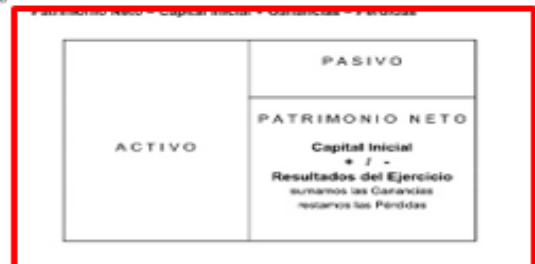 Patrimonio Neto = Capital Inicial + Ganancias - Pérdidas
PASIVO
ACTIVO
PATRIMONIO NETO
Capital Inicial
+ / -
Resultados del Ejercicio
sumamos las Ganancias
restamos las Pérdidas